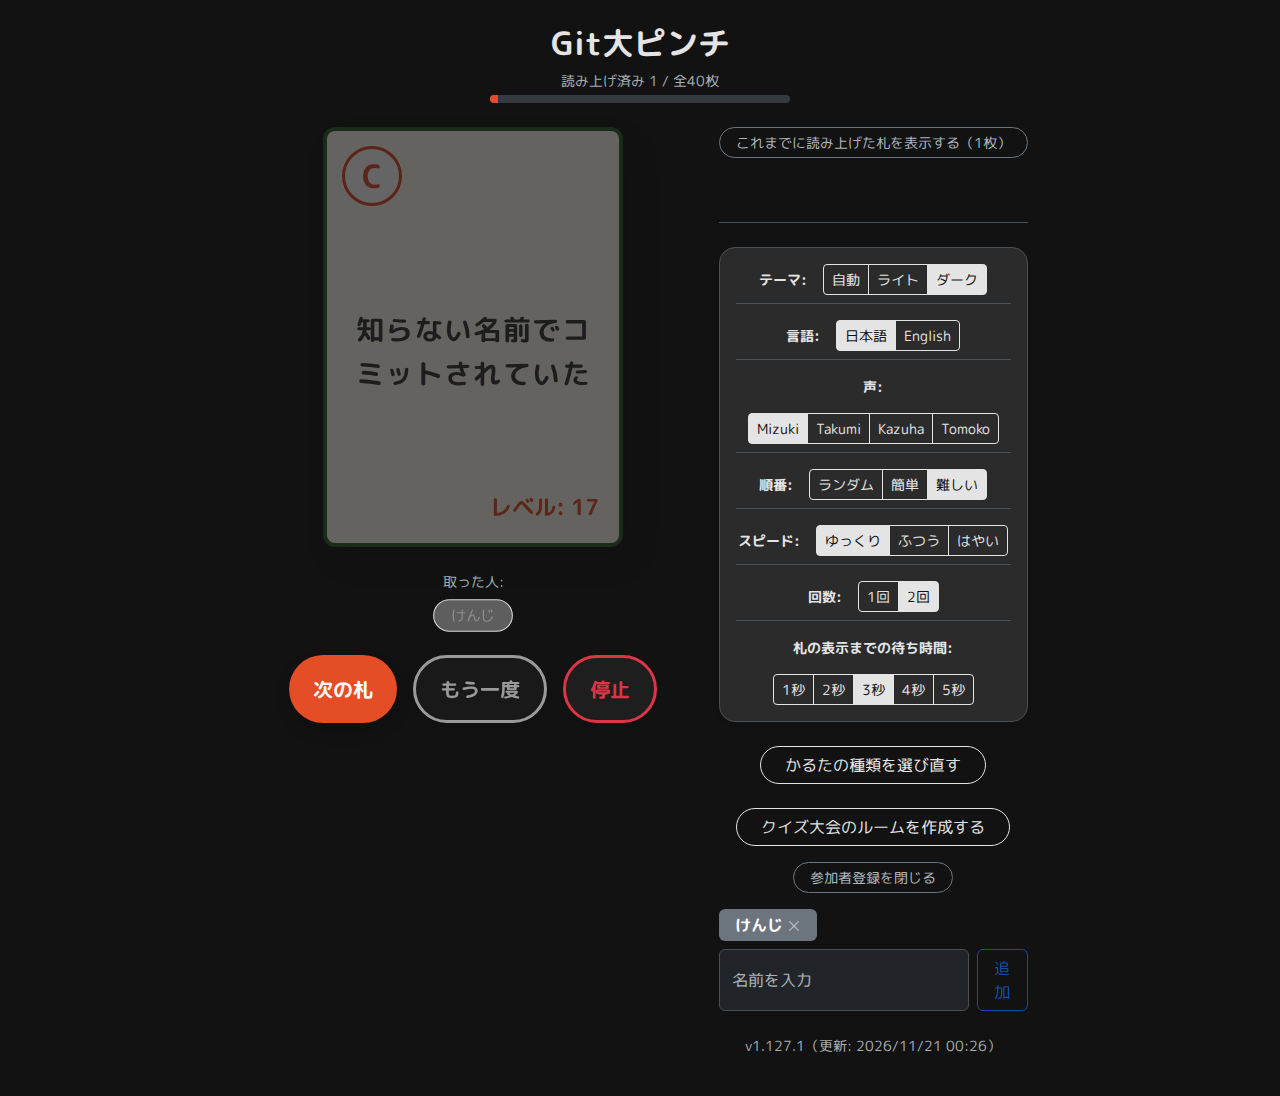 Git大ピンチ
読み上げ済み 1 / 全40枚
C
知らない名前でコ
ミットされていた
レベル: 17
取った人:
けんじ
次の札
もう一度
停止
これまでに読み上げた札を表示する（1枚）
テーマ: 自動 ライト ダーク
言語: 日本語 English
声:
Mizuki Takumi Kazuha Tomoko
順番: ランダム 簡単 難しい
スピード: ゆっくり ふつう はやい
回数: 1回 2回
札の表示までの待ち時間:
1秒 2秒 3秒 4秒 5秒
かるたの種類を選び直す
クイズ大会のルームを作成する
参加者登録を閉じる
けんじ ×
名前を入力
追
加
v1.127.1（更新: 2026/11/21 00:26）